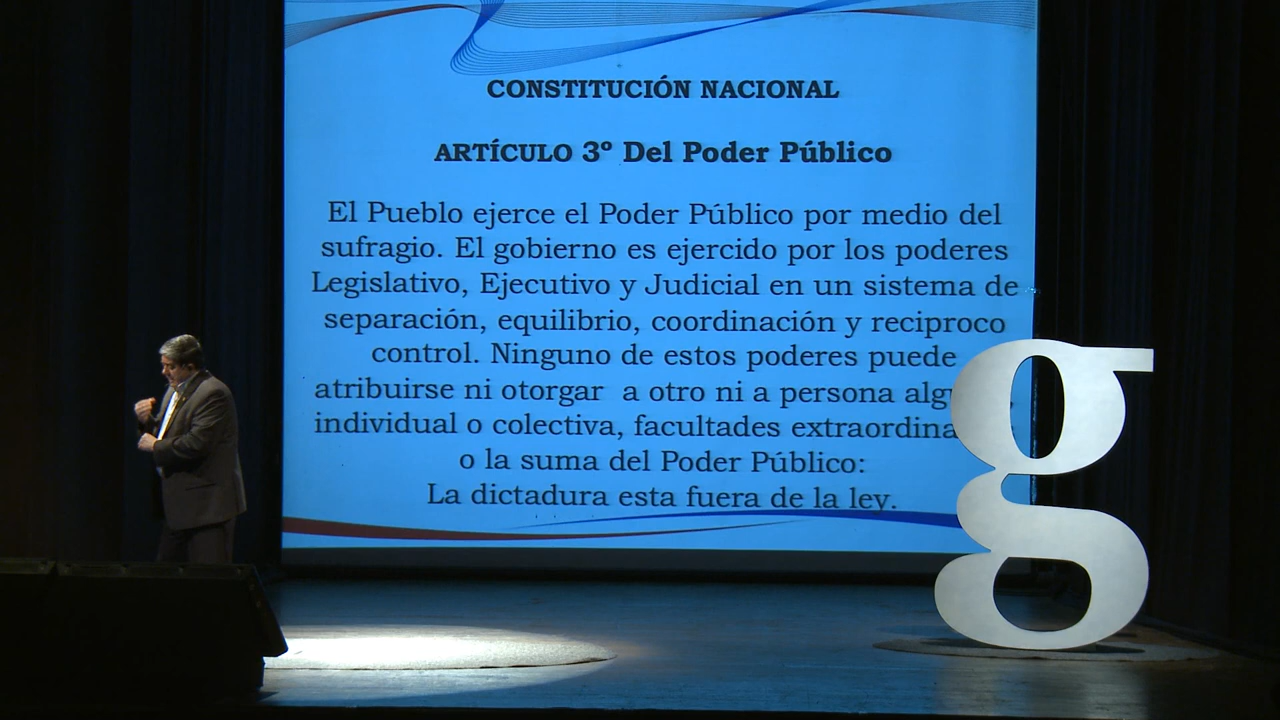 CONSTITUCIÓN NACIONAL
ARTÍCULO 3º Del Poder Público
El Pueblo ejerce el Poder Público por medio del
sufragio. El gobierno es ejercido por los poderes
Legislativo, Ejecutivo y Judicial en un sistema de
separación, equilibrio, coordinación y reciproco
control. Ninguno de estos poderes puede
atribuirse ni otorgar a otro ni a persona
individual o colectiva, facultades
o la suma del Poder Público:
La dictadura esta fuera de la ley.
g